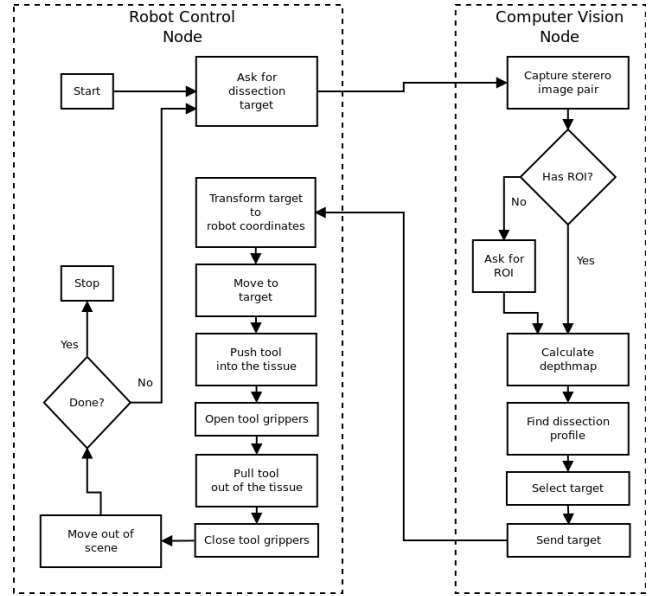 Robot Control
Node
Computer Vision
Node
Start
Ask for
dissection
target
Capture sterero
image pair
Has ROI?
No
Yes
Ask for
ROI
Transform target
to
robot coordinates
Move to
target
Push tool
into the tissue
Open tool grippers
Pull tool
out of the tissue
Close tool grippers
Move out of
scene
Done?
Yes
No
Stop
Calculate
depthmap
Find dissection
profile
Select target
Send target